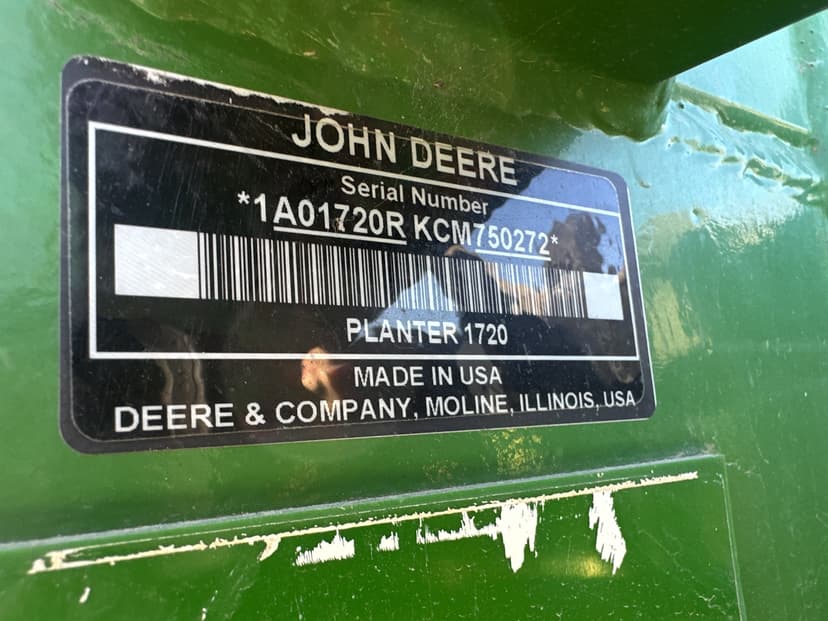 JOHN DEERE
Serial Number
*1A01720R KCM750272*
PLANTER 1720
MADE IN USA
DEERE & COMPANY, MOLINE, ILLINOIS, USA